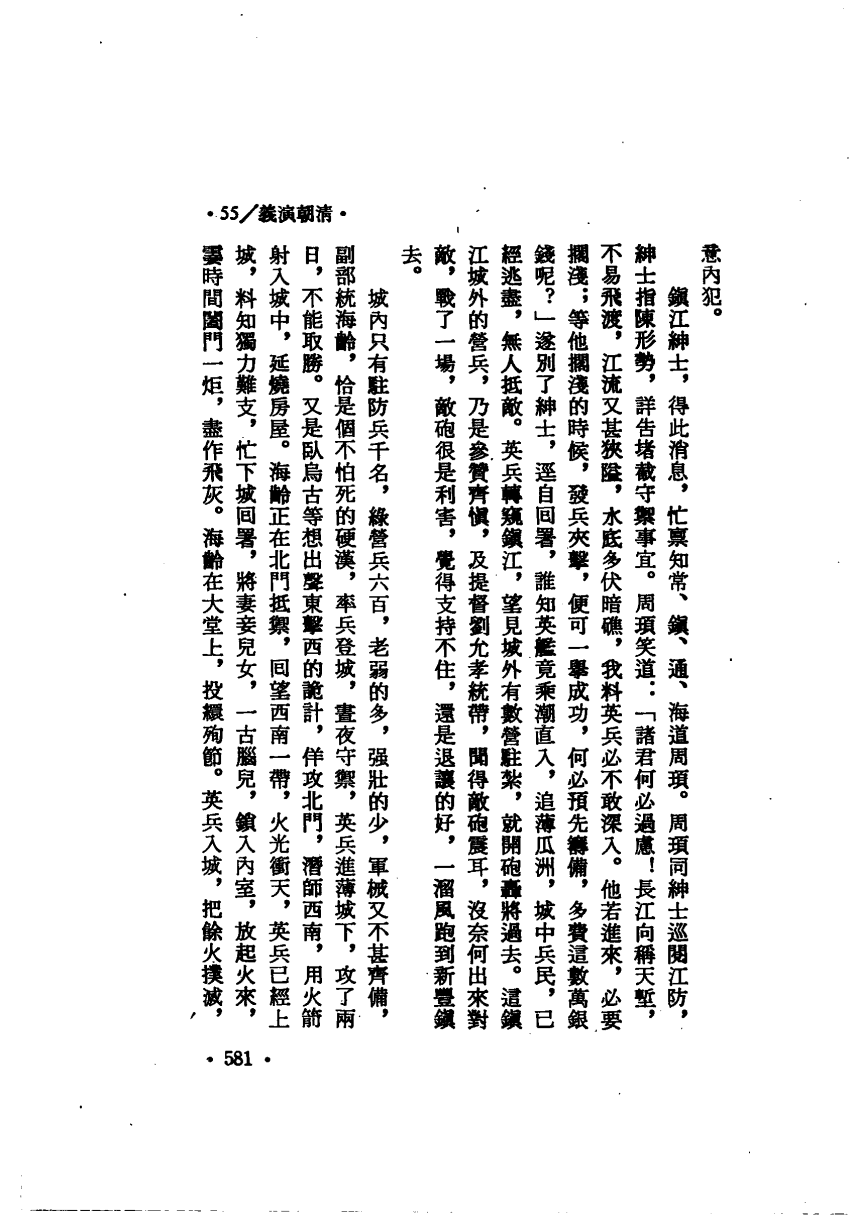 意內犯。
鎭江紳士，得此消息，忙禀知常、鎭、通、海道周頊。周頊同紳士巡閱江防，
紳士指陳形勢，詳告堵截守禦事宜。周頊笑道：「諸君何必過慮！長江向稱天塹，
不易飛渡，江流又甚狹隘，水底多伏暗礁，我料英兵必不敢深入。他若進來，必要
擱淺；等他擱淺的時候，發兵夾擊，便可一舉成功，何必預先籌備，多費這數萬銀
錢呢？」遂別了紳士，逕自回署，誰知英艦竟乘潮直入，追薄瓜洲，城中兵民，已
經逃盡，無人抵敵。英兵轉窺鎭江，望見城外有數營駐紮，就開砲轟將過去。這鎭
江城外的營兵，乃是參贊齊愼，及提督劉允孝統帶，聞得敵砲震耳，沒奈何出來對
敵，戰了一場，敵砲很是利害，覺得支持不住，還是退讓的好，一溜風跑到新豐鎭
去。
城內只有駐防兵千名，綠營兵六百，老弱的多，强壯的少，軍械又不甚齊備，
副部統海齡，恰是個不怕死的硬漢，率兵登城，晝夜守禦，英兵進薄城下，攻了兩
日，不能取勝。又是臥烏古等想出聲東擊西的詭計，佯攻北門，潛師西南，用火箭
射入城中，延燒房屋。海齡正在北門抵禦，回望西南一帶，火光衝天，英兵已經上
城，料知獨力難支，忙下城回署，將妻妾兒女，一古腦兒，鎖入內室，放起火來，
霎時間闔門一炬，盡作飛灰。海齡在大堂上，投繯殉節。英兵入城，把餘火撲滅，
•55／義演朝淸•
•581•